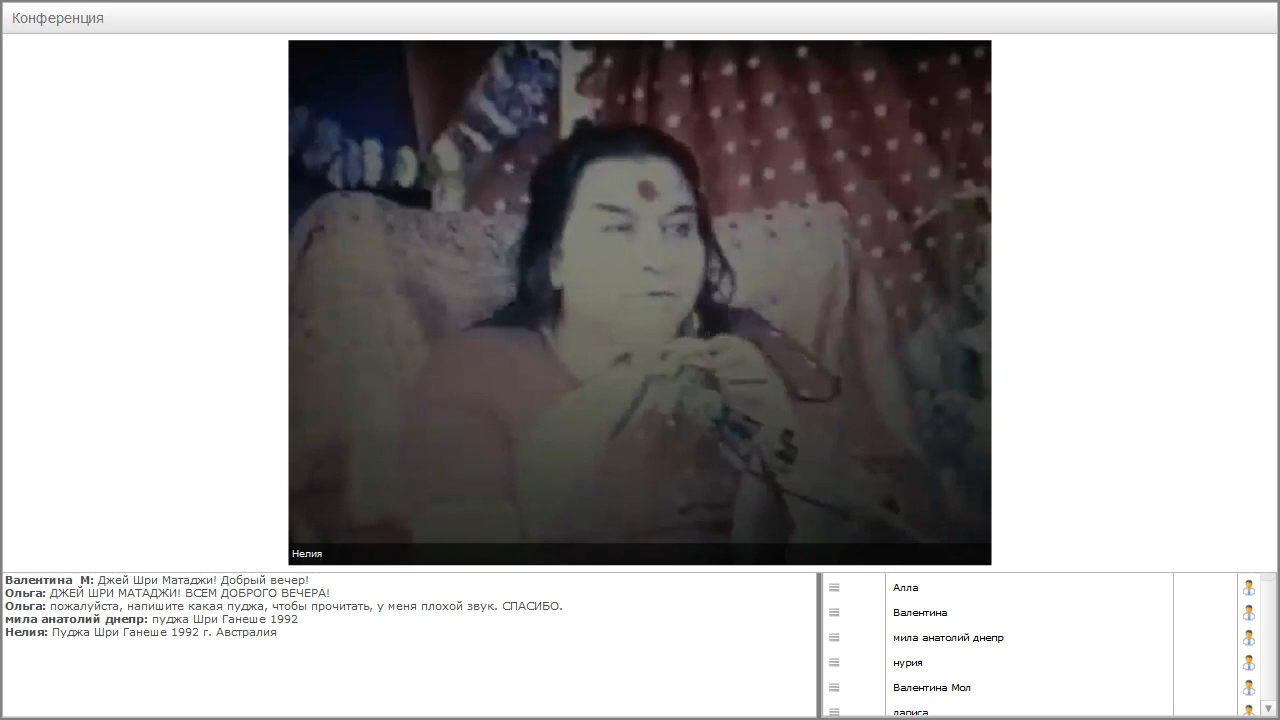 Конференция
Нелия
Валентина М: Джей Шри Матаджи! Добрый вечер!
Ольга: ДЖЕЙ ШРИ МАТАДЖИ! ВСЕМ ДОБРОГО ВЕЧЕРА!
Ольга: пожалуйста, напишите какая пуджа, чтобы прочитать, у меня плохой звук. СПАСИБО.
мила анатолий днепр: пуджа Шри Ганеше 1992
Нелия: Пуджа Шри Ганеше 1992 г. Австралия
Алла
Валентина
мила анатолий днепр
нурия
Валентина Мол
лариса